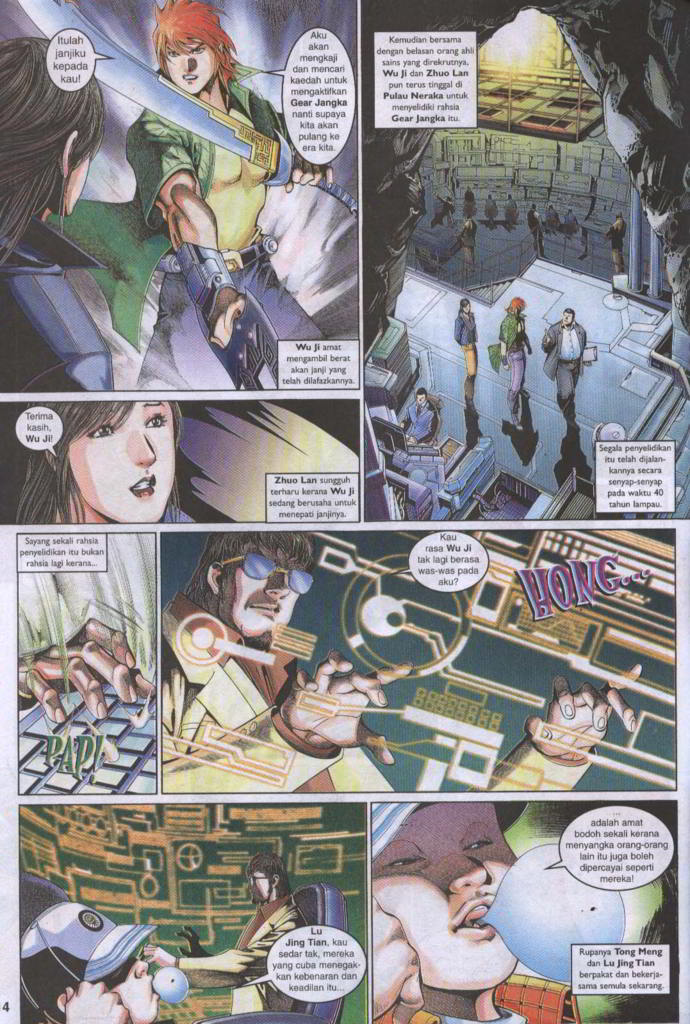 Itulah
janjiku
kepada
kau!
Aku
akan
mengkaji
dan mencari
kaedah untuk
mengaktifkan
Gear Jangka
nanti supaya
kita akan
pulang ke
era kita.
Wu Ji amat
mengambil berat
akan janji yang
telah dilafazkannya.
Kemudian bersama
dengan belasan orang ahli
sains yang direkrutnya,
Wu Ji dan Zhuo Lan
pun terus tinggal di
Pulau Neraka untuk
menyelidiki rahsia
Gear Jangka itu.
Segala penyelidikan
itu telah dijalan-
kannya secara
senyap-senyap
pada waktu 40
tahun lampau.
Terima
kasih,
Wu Ji!
Zhuo Lan sungguh
terharu kerana Wu Ji
sedang berusaha untuk
menepati janjinya.
Sayang sekali rahsia
penyelidikan itu bukan
rahsia lagi kerana...
PAP!
Kau
rasa Wu Ji
tak lagi berasa
was-was pada
aku?
HONG...
Lu
Jing Tian, kau
sedar tak, mereka
yang cuba menegak-
kan kebenaran dan
keadilan itu...
...
adalah amat
bodoh sekali kerana
menyangka orang-orang
lain itu juga boleh
dipercayai seperti
mereka!
Rupanya Tong Meng
dan Lu Jing Tian
berpakat dan bekerja-
sama semula sekarang.
4